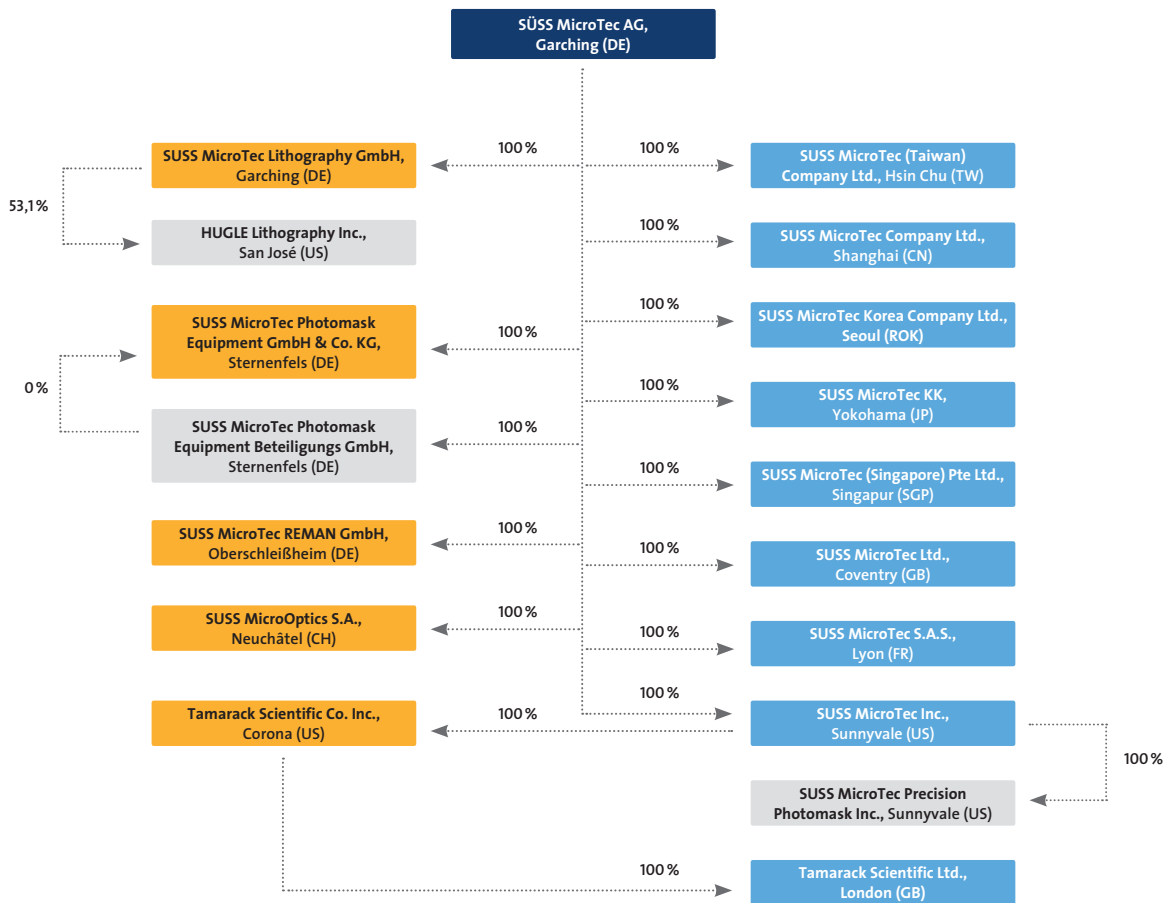 SÜSS MicroTec AG,
Garching (DE)
100 %
100 %
SUSS MicroTec Lithography GmbH,
Garching (DE)
SUSS MicroTec (Taiwan)
Company Ltd., Hsin Chu (TW)
53,1 %
HUGLE Lithography Inc.,
San José (US)
100 %
SUSS MicroTec Company Ltd.,
Shanghai (CN)
SUSS MicroTec Photomask
Equipment GmbH & Co. KG,
Sternenfels (DE)
100 %
100 %
SUSS MicroTec Korea Company Ltd.,
Seoul (ROK)
0 %
100 %
SUSS MicroTec KK,
Yokohama (JP)
SUSS MicroTec Photomask
Equipment Beteiligungs GmbH,
Sternenfels (DE)
100 %
100 %
SUSS MicroTec (Singapore) Pte Ltd.,
Singapur (SGP)
SUSS MicroTec REMAN GmbH,
Oberschleißheim (DE)
100 %
100 %
SUSS MicroTec Ltd.,
Coventry (GB)
SUSS MicroOptics S.A.,
Neuchâtel (CH)
100 %
100 %
SUSS MicroTec S.A.S.,
Lyon (FR)
Tamarack Scientific Co. Inc.,
Corona (US)
100 %
100 %
SUSS MicroTec Inc.,
Sunnyvale (US)
100 %
SUSS MicroTec Precision
Photomask Inc., Sunnyvale (US)
100 %
Tamarack Scientific Ltd.,
London (GB)